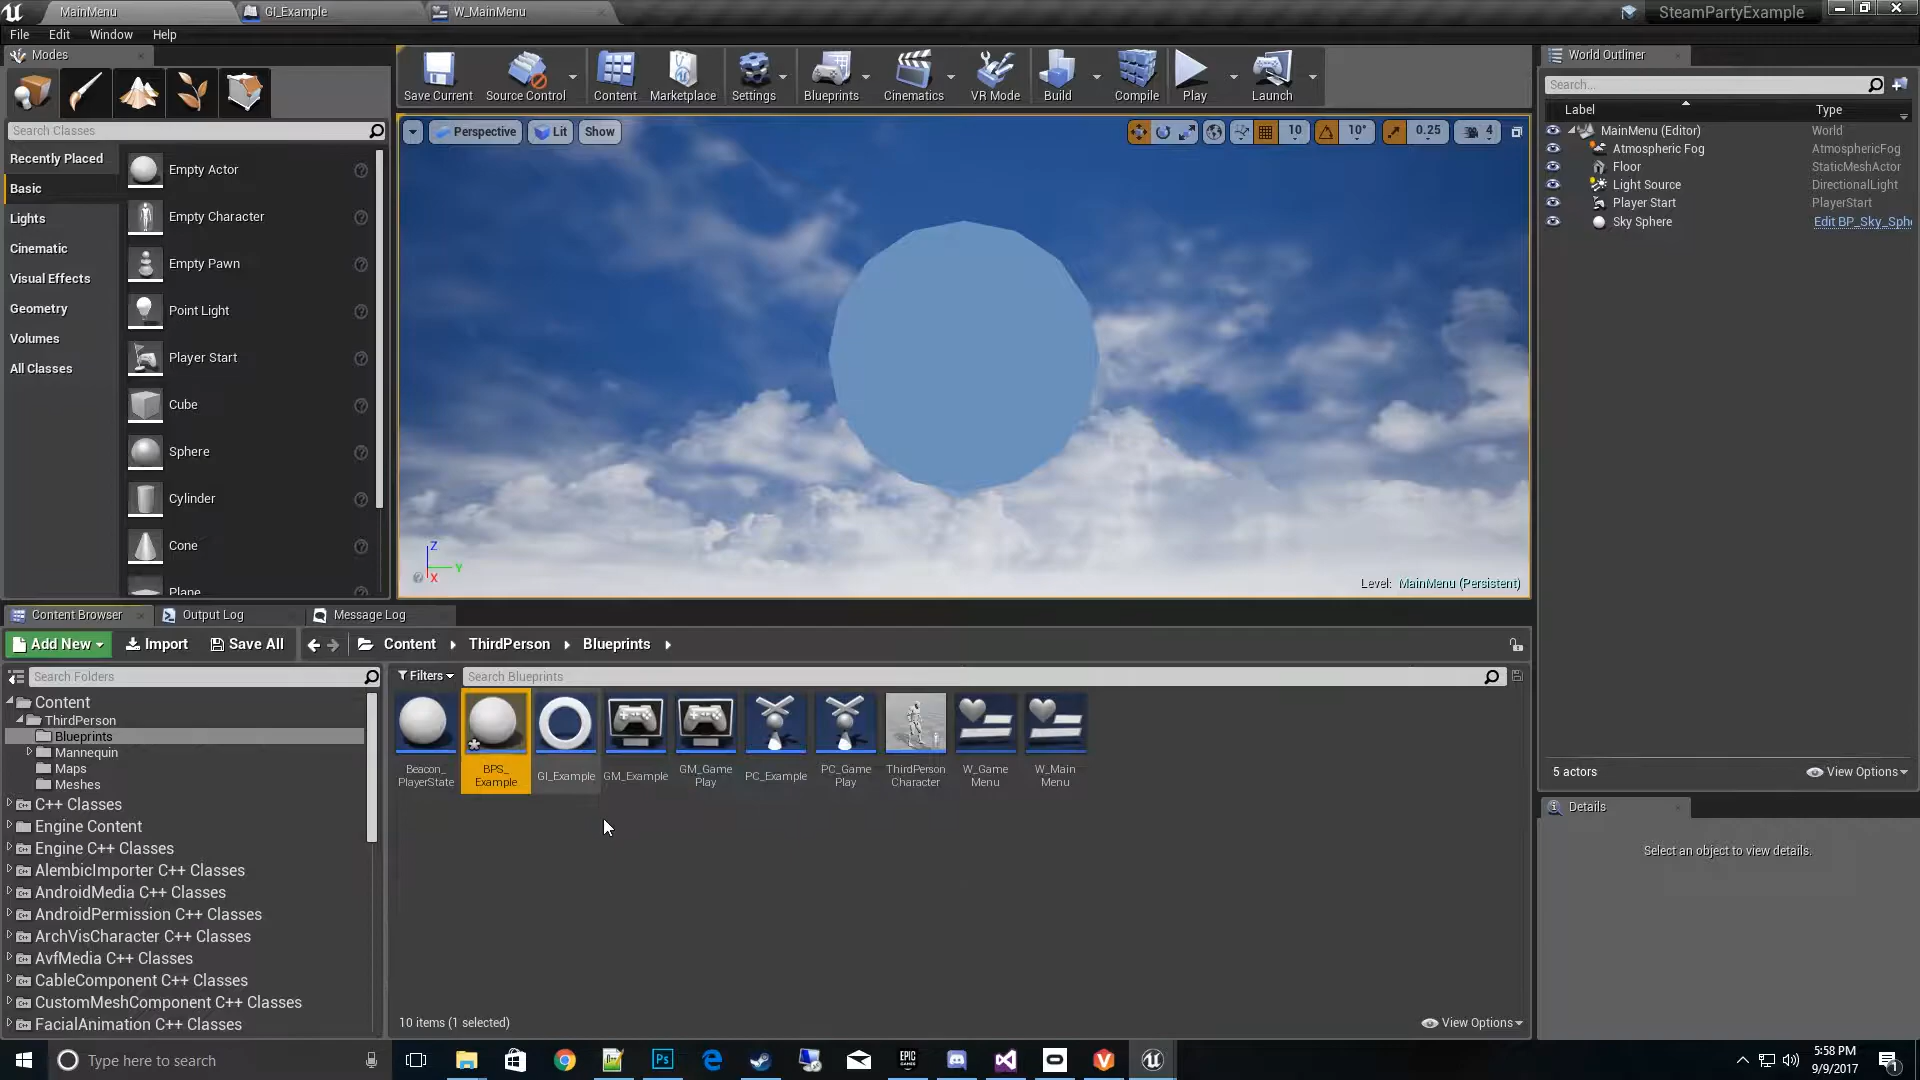 MainMenu GI_Example W_MainMenu SteamPartyExample
File Edit Window Help
Modes
Search Classes
Recently Placed
Basic
Lights
Cinematic
Visual Effects
Geometry
Volumes
All Classes
Empty Actor
Empty Character
Empty Pawn
Point Light
Player Start
Cube
Sphere
Cylinder
Cone
Plane
Save Current Source Control Content Marketplace Settings Blueprints Cinematics VR Mode Build Compile Play Launch
Perspective Lit Show 10 10° 0.25 4
Z
Y
X
Level: MainMenu (Persistent)
World Outliner
Search...
Label Type
MainMenu (Editor) World
Atmospheric Fog AtmosphericFog
Floor StaticMeshActor
Light Source DirectionalLight
Player Start PlayerStart
Sky Sphere Edit BP_Sky_Sph
5 actors View Options
Details
Select an object to view details.
Content Browser Output Log Message Log
Add New Import Save All Content ThirdPerson Blueprints
Search Folders
Content
ThirdPerson
Blueprints
Mannequin
Maps
Meshes
C++ Classes
Engine Content
Engine C++ Classes
AlembicImporter C++ Classes
AndroidMedia C++ Classes
AndroidPermission C++ Classes
ArchVisCharacter C++ Classes
AvfMedia C++ Classes
CableComponent C++ Classes
CustomMeshComponent C++ Classes
FacialAnimation C++ Classes
Filters Search Blueprints
Beacon_
PlayerState
BPS_
Example
GI_Example
GM_Example
GM_Game
Play
PC_Example
PC_Game
Play
ThirdPerson
Character
W_Game
Menu
W_Main
Menu
10 items (1 selected) View Options
Type here to search
Ps
EPIC
GAMES
5:58 PM
9/9/2017
1